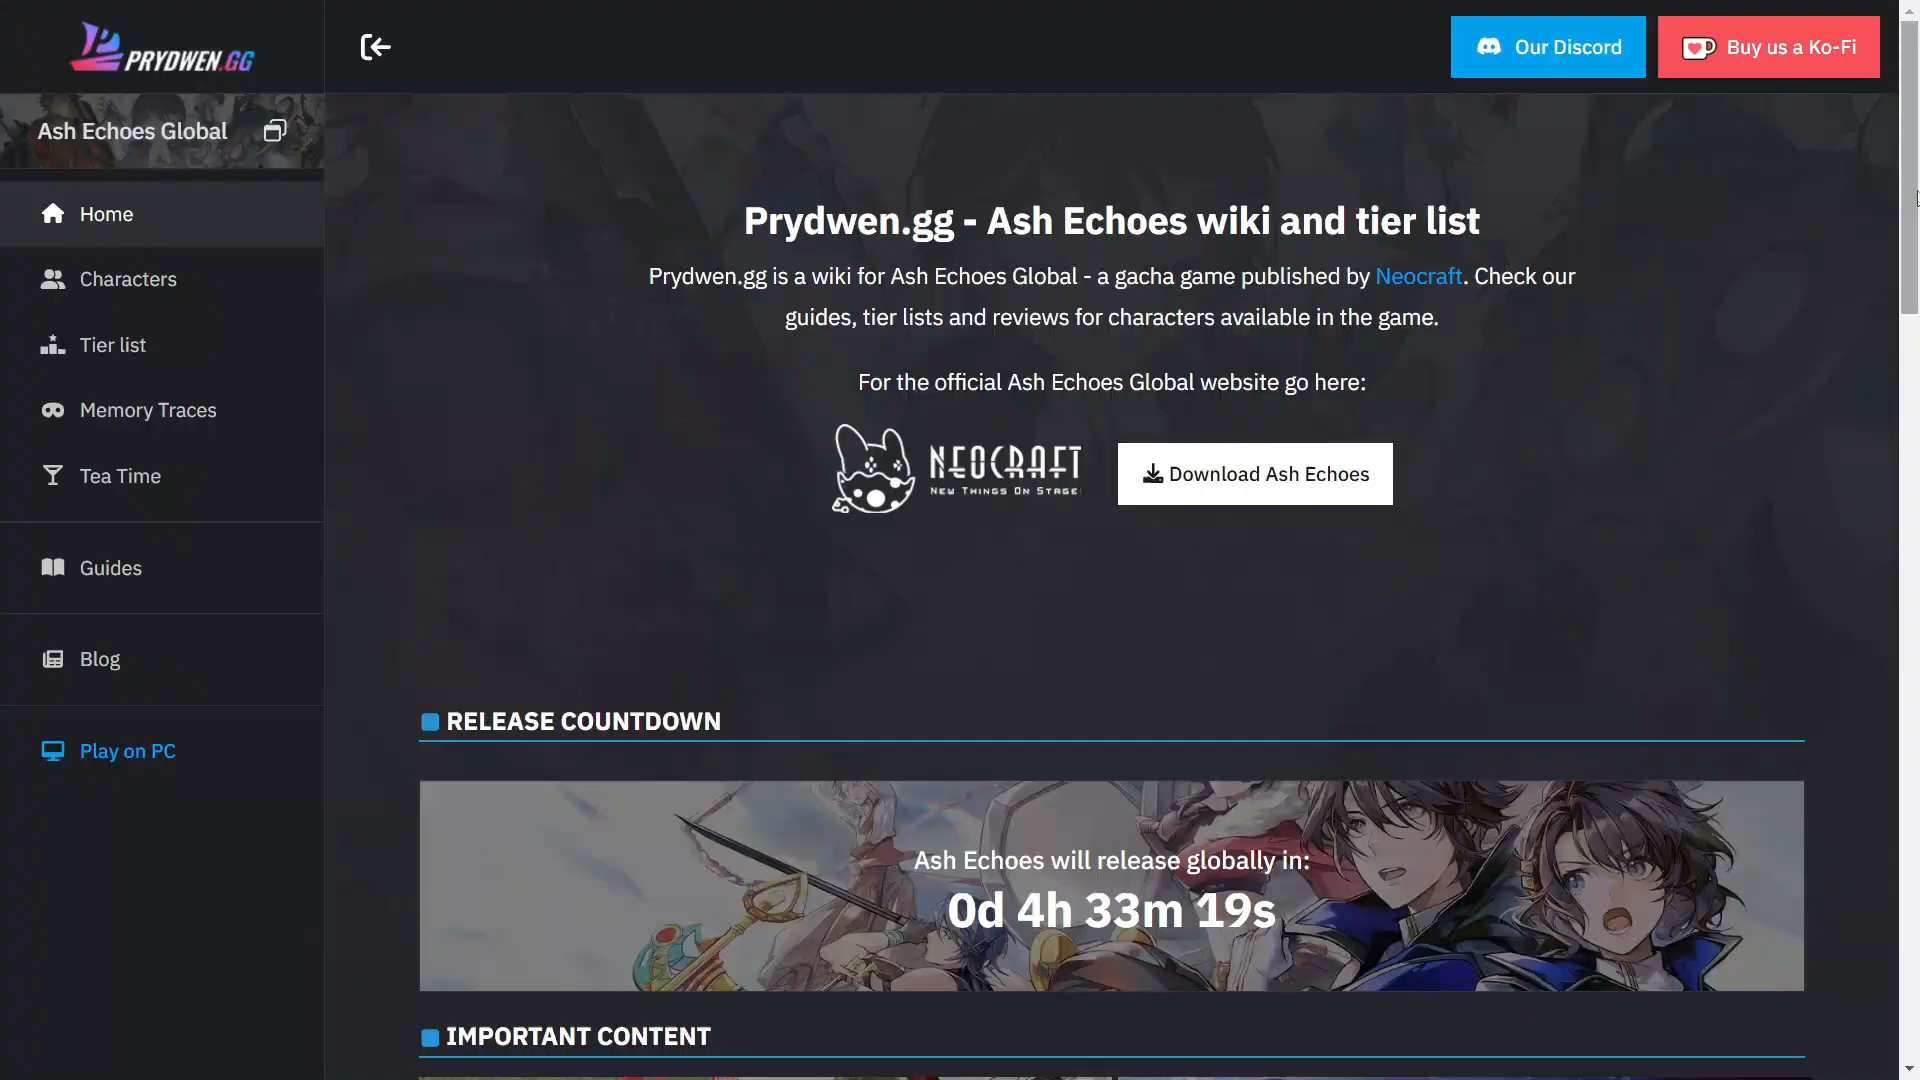 PRYDWEN.GG
Our Discord
Buy us a Ko-Fi
Ash Echoes Global
Home
Characters
Tier list
Memory Traces
Tea Time
Guides
Blog
Play on PC
Prydwen.gg - Ash Echoes wiki and tier list
Prydwen.gg is a wiki for Ash Echoes Global - a gacha game published by Neocraft. Check our
guides, tier lists and reviews for characters available in the game.
For the official Ash Echoes Global website go here:
NEOCRAFT
NEW THINGS ON STAGE
Download Ash Echoes
RELEASE COUNTDOWN
Ash Echoes will release globally in:
0d 4h 33m 19s
IMPORTANT CONTENT